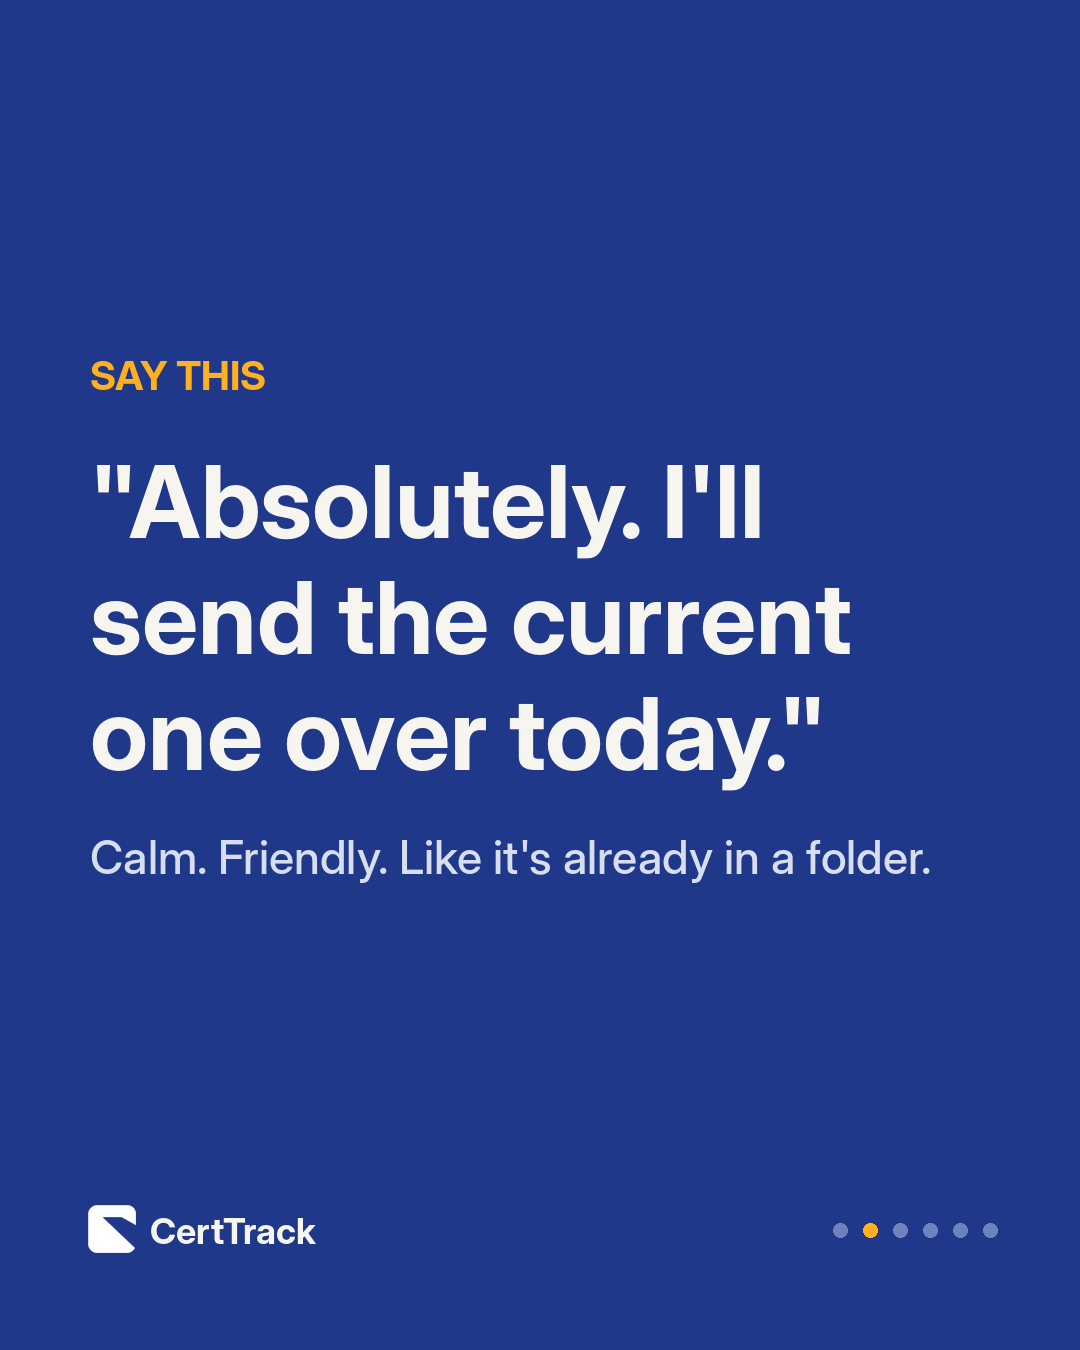 SAY THIS
"Absolutely. I'll
send the current
one over today."
Calm. Friendly. Like it's already in a folder.
CertTrack